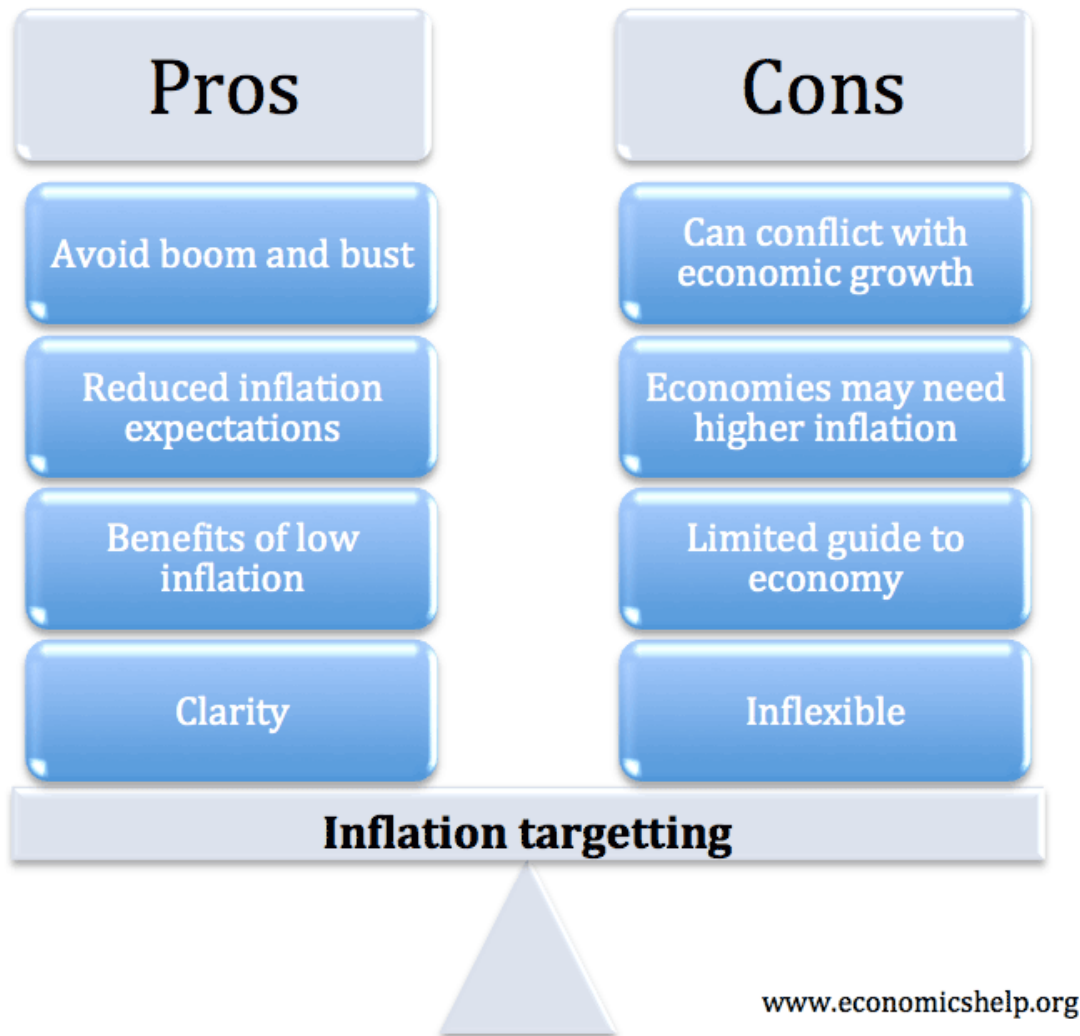 Pros
Cons
Avoid boom and bust
Reduced inflation
expectations
Benefits of low
inflation
Clarity
Can conflict with
economic growth
Economies may need
higher inflation
Limited guide to
economy
Inflexible
Inflation targetting
www.economicshelp.org